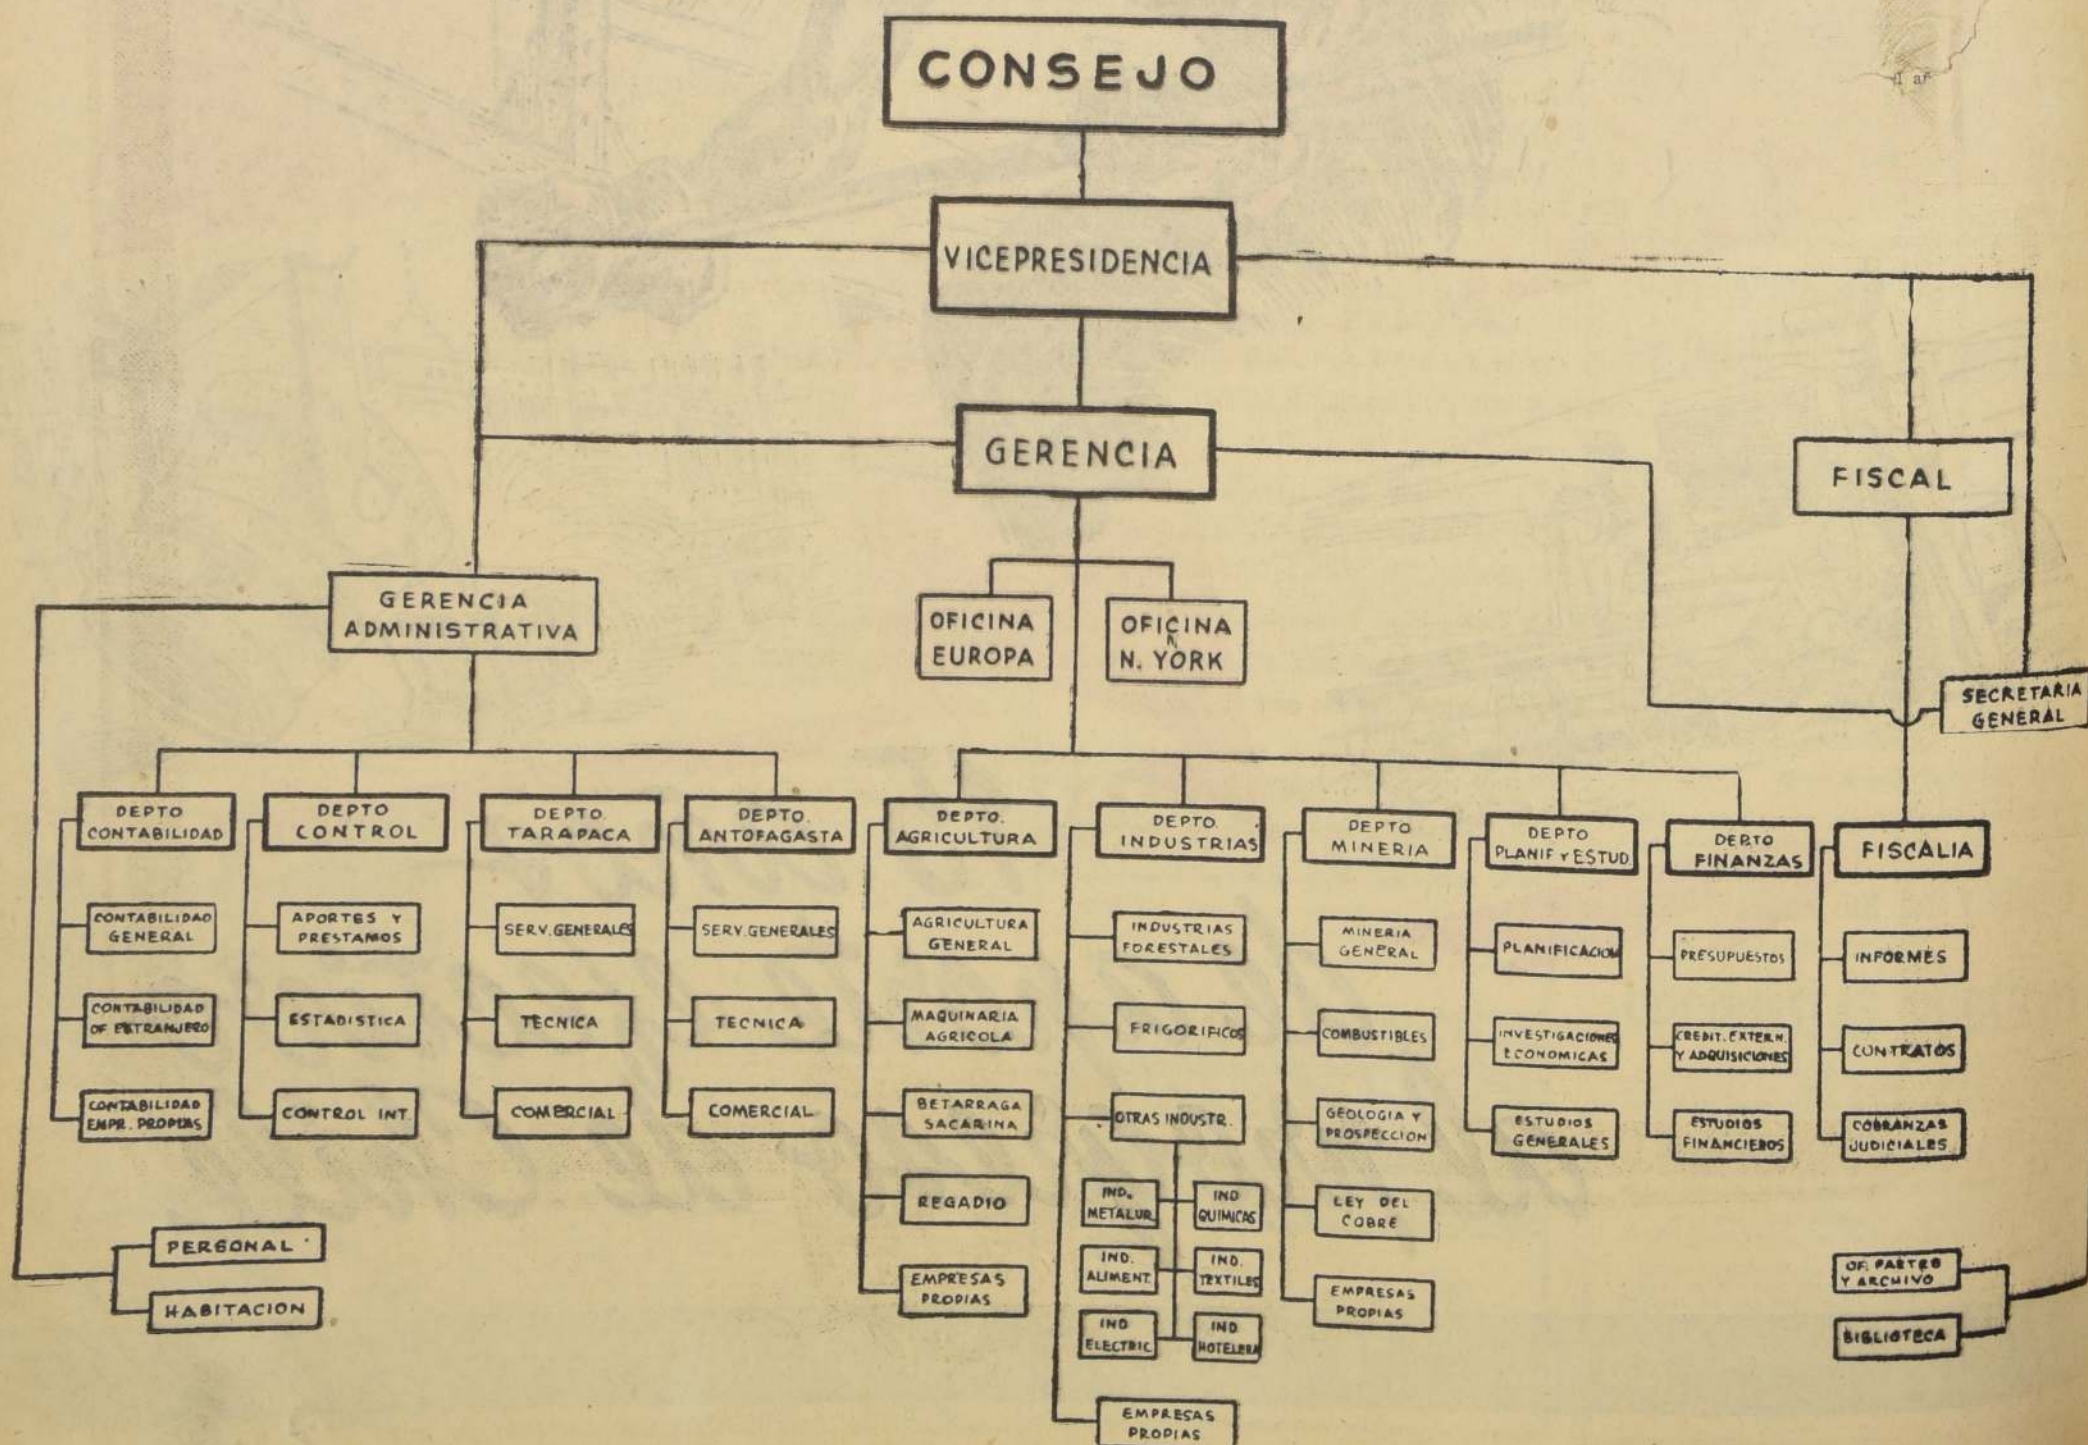 CONSEJO
VICEPRESIDENCIA
GERENCIA
FISCAL
GERENCIA
ADMINISTRATIVA
OFICINA
EUROPA
OFICINA
N. YORK
SECRETARIA
GENERAL
DEPTO
CONTABILIDAD
CONTABILIDAD
GENERAL
CONTABILIDAD
OF EXTRANJERO
CONTABILIDAD
EMPR. PROPIAS
DEPTO
CONTROL
APORTES Y
PRESTAMOS
ESTADISTICA
CONTROL INT.
DEPTO.
TARAPACA
SERV. GENERALES
TECNICA
COMERCIAL
DEPTO.
ANTOFAGASTA
SERV. GENERALES
TECNICA
COMERCIAL
DEPTO.
AGRICULTURA
AGRICULTURA
GENERAL
MAQUINARIA
AGRICOLA
BETARRAGA
SACARINA
REGADIO
EMPRESAS
PROPIAS
DEPTO.
INDUSTRIAS
INDUSTRIAS
FORESTALES
FRIGORIFICOS
OTRAS INDUSTR.
IND.
METALUR.
IND
QUIMICAS
IND.
ALIMENT.
IND.
TEXTILES
IND
ELECTRIC
IND
HOTELERA
EMPRESAS
PROPIAS
DEPTO
MINERIA
MINERIA
GENERAL
COMBUSTIBLES
GEOLOGIA Y
PROSPECCION
LEY DEL
COBRE
EMPRESAS
PROPIAS
DEPTO
PLANIF Y ESTUD.
PLANIFICACION
INVESTIGACIONES
ECONOMICAS
ESTUDIOS
GENERALES
DEPTO
FINANZAS
PRESUPUESTOS
CREDIT. EXTERN.
Y ADQUISICIONES
ESTUDIOS
FINANCIEROS
FISCALIA
INFORMES
CONTRATOS
COBRANZAS
JUDICIALES
PERSONAL
HABITACION
OF. PARTES
Y ARCHIVO
BIBLIOTECA